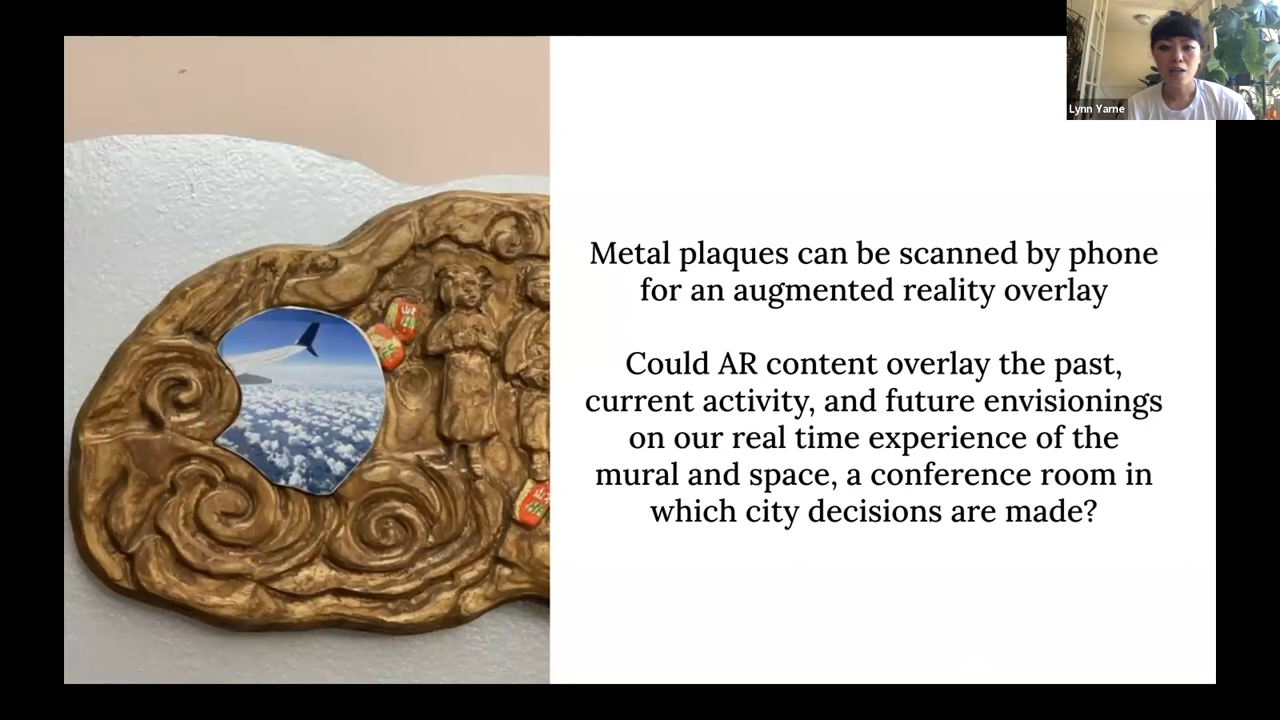 Lynn Yarne
Metal plaques can be scanned by phone
for an augmented reality overlay
Could AR content overlay the past,
current activity, and future envisionings
on our real time experience of the
mural and space, a conference room in
which city decisions are made?